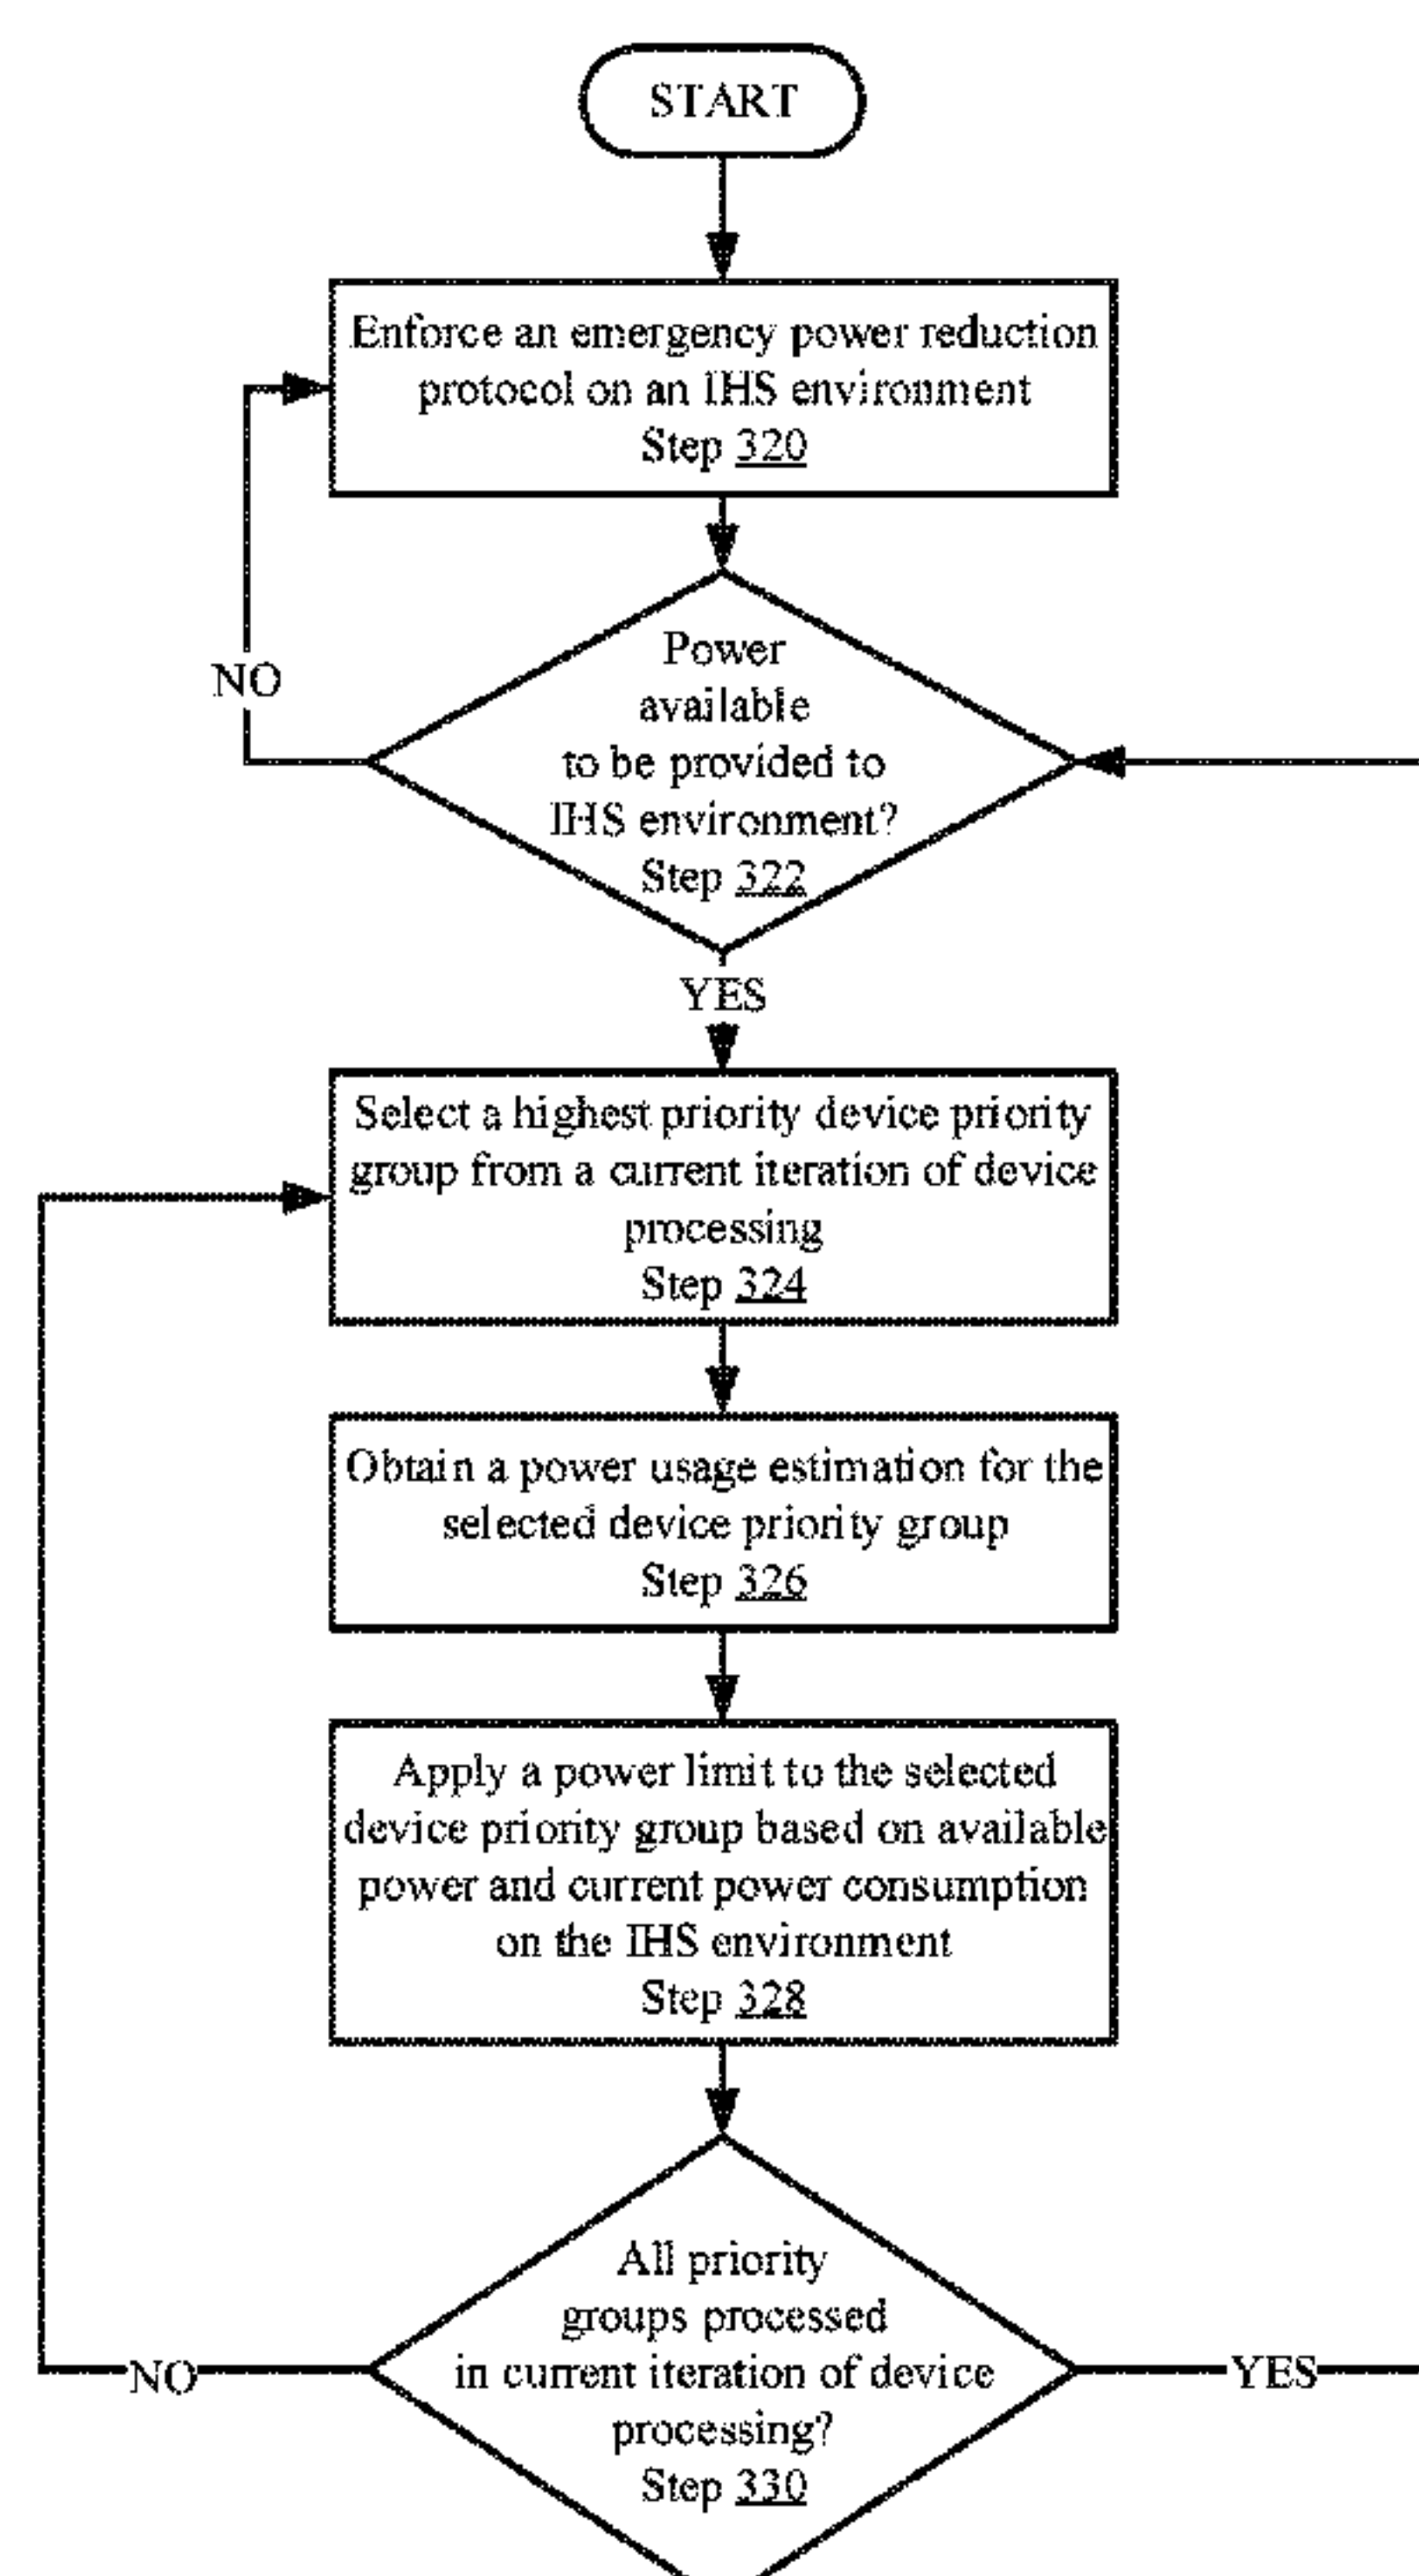 START
Enforce an emergency power reduction
protocol on an IHS environment
Step 320
Power
available
to be provided to
IHS environment?
Step 322
NO
YES
Select a highest priority device priority
group from a current iteration of device
processing
Step 324
Obtain a power usage estimation for the
selected device priority group
Step 326
Apply a power limit to the selected
device priority group based on available
power and current power consumption
on the IHS environment
Step 328
All priority
groups processed
in current iteration of device
processing?
Step 330
NO
YES